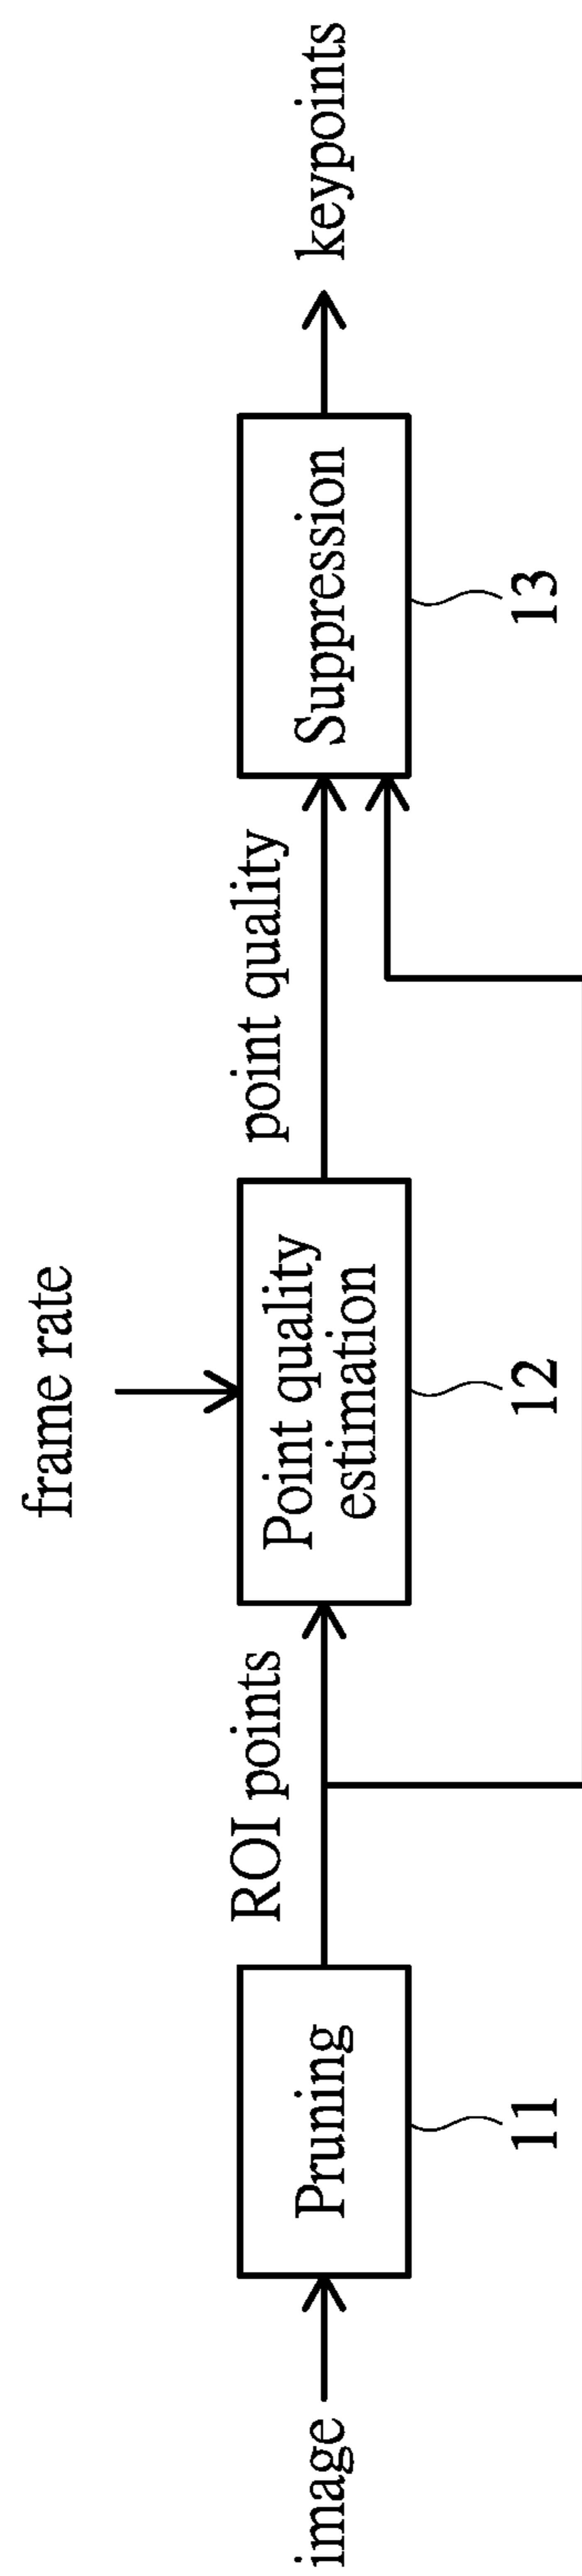 image
Pruning
11
ROI points
frame rate
Point quality
estimation
12
point quality
Suppression
13
keypoints